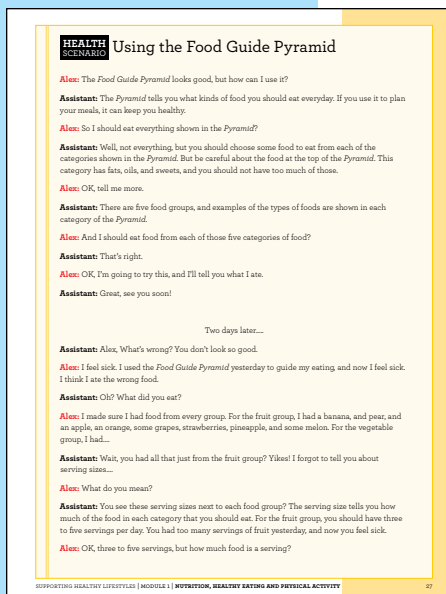 HEALTH
SCENARIO
Using the Food Guide Pyramid
Alex: The Food Guide Pyramid looks good, but how can I use it?
Assistant: The Pyramid tells you what kinds of food you should eat everyday. If you use it to plan
your meals, it can keep you healthy.
Alex: So I should eat everything shown in the Pyramid?
Assistant: Well, not everything, but you should choose some food to eat from each of the
categories shown in the Pyramid. But be careful about the food at the top of the Pyramid. This
category has fats, oils, and sweets, and you should not have too much of those.
Alex: OK, tell me more.
Assistant: There are five food groups, and examples of the types of foods are shown in each
category of the Pyramid.
Alex: And I should eat food from each of those five categories of food?
Assistant: That's right.
Alex: OK, I'm going to try this, and I'll tell you what I ate.
Assistant: Great, see you soon!
Two days later....
Assistant: Alex, What's wrong? You don't look so good.
Alex: I feel sick. I used the Food Guide Pyramid yesterday to guide my eating, and now I feel sick.
I think I ate the wrong food.
Assistant: Oh? What did you eat?
Alex: I made sure I had food from every group. For the fruit group, I had a banana, and pear, and
an apple, an orange, some grapes, strawberries, pineapple, and some melon. For the vegetable
group, I had....
Assistant: Wait, you had all that just from the fruit group? Yikes! I forgot to tell you about
serving sizes....
Alex: What do you mean?
Assistant: You see these serving sizes next to each food group? The serving size tells you how
much of the food in each category that you should eat. For the fruit group, you should have three
to five servings per day. You had too many servings of fruit yesterday, and now you feel sick.
Alex: OK, three to five servings, but how much food is a serving?
SUPPORTING HEALTHY LIFESTYLES | MODULE 1 | NUTRITION, HEALTHY EATING AND PHYSICAL ACTIVITY
27